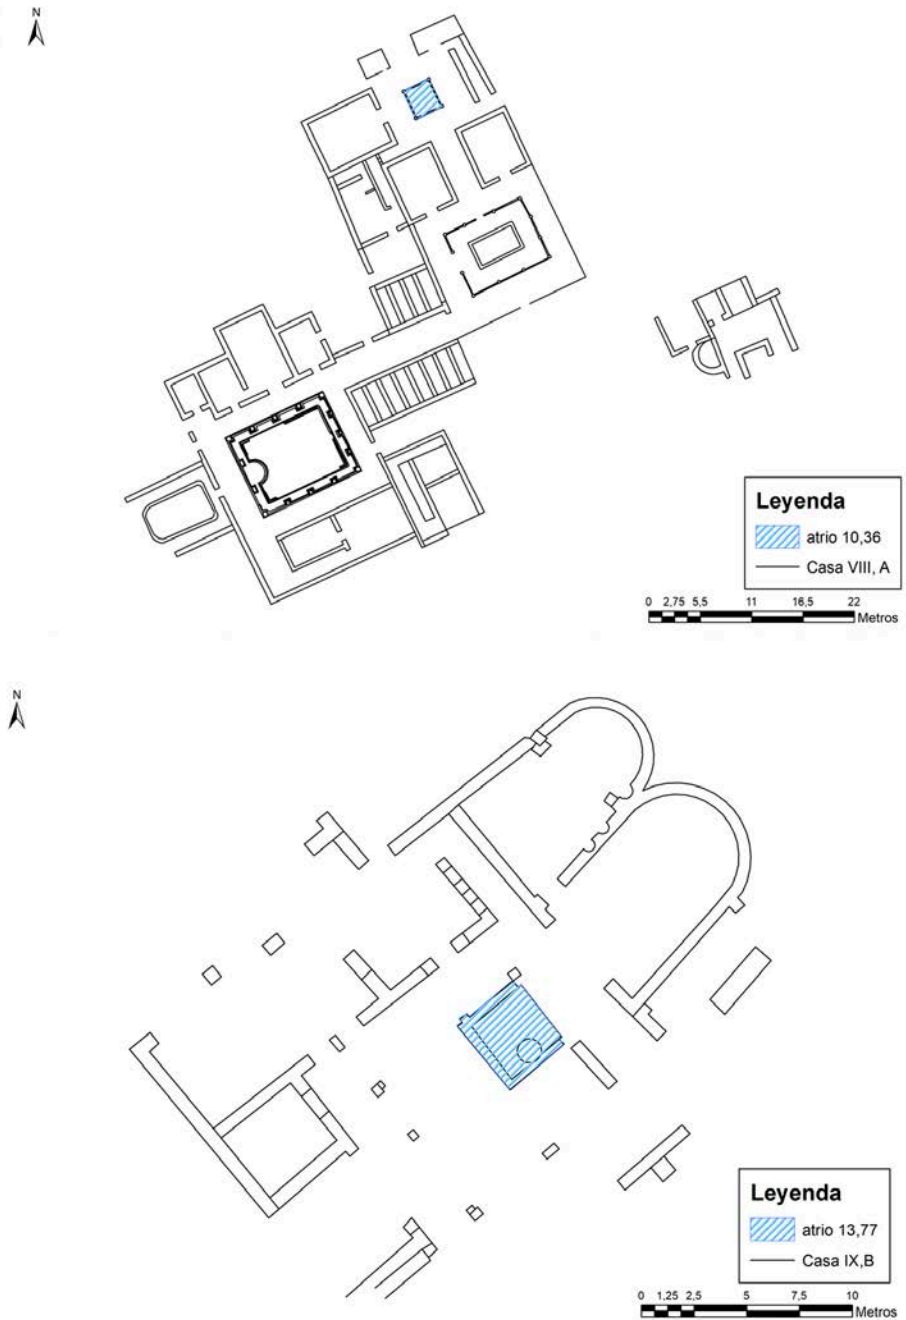 N
Leyenda
atrio 10,36
Casa VIII, A
0 2,75 5,5 11 16,5 22
Metros
N
Leyenda
atrio 13,77
Casa IX,B
0 1,25 2,5 5 7,5 10
Metros